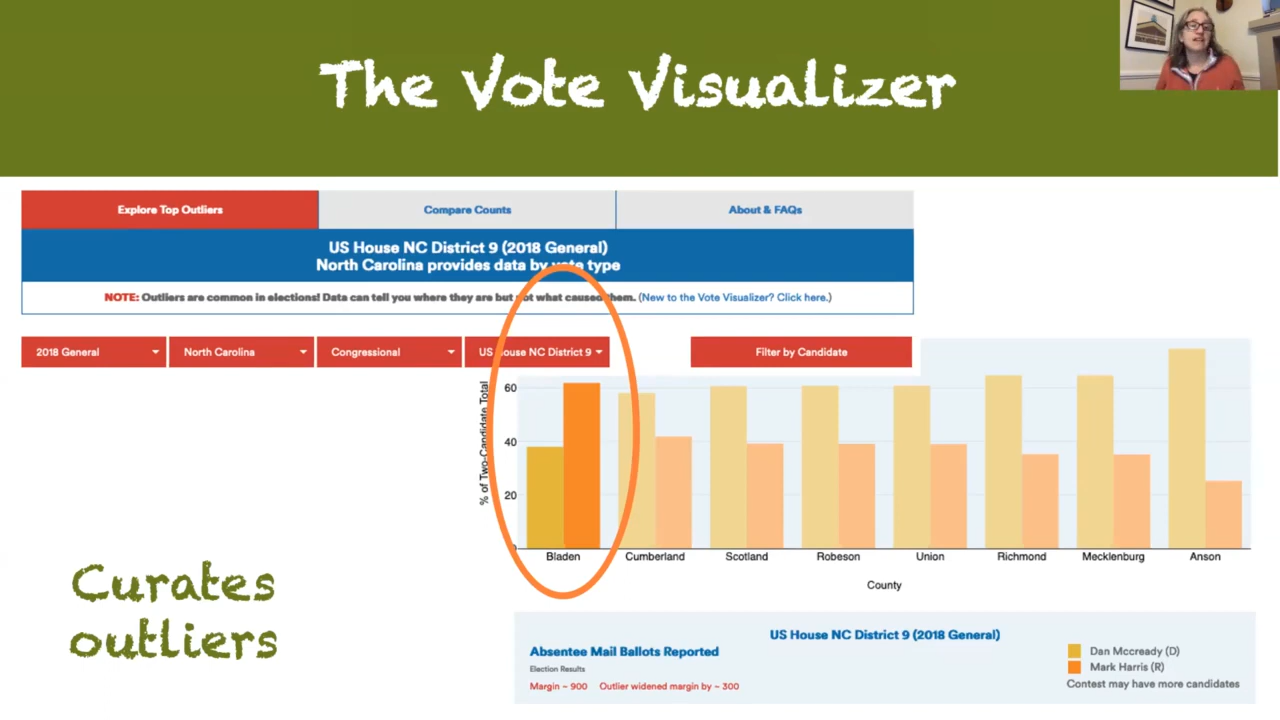 The Vote Visualizer
Explore Top Outliers
Compare Counts
About & FAQs
US House NC District 9 (2018 General)
North Carolina provides data by vote type
NOTE: Outliers are common in elections! Data can tell you where they are but not what caused them. (New to the Vote Visualizer? Click here.)
2018 General
North Carolina
Congressional
US House NC District 9
Filter by Candidate
% of Two-Candidate Total
60
40
20
0
Bladen
Cumberland
Scotland
Robeson
Union
Richmond
Mecklenburg
Anson
County
Curates
outliers
US House NC District 9 (2018 General)
Absentee Mail Ballots Reported
Election Results
Margin ~ 900 Outlier widened margin by ~ 300
Dan Mccready (D)
Mark Harris (R)
Contest may have more candidates